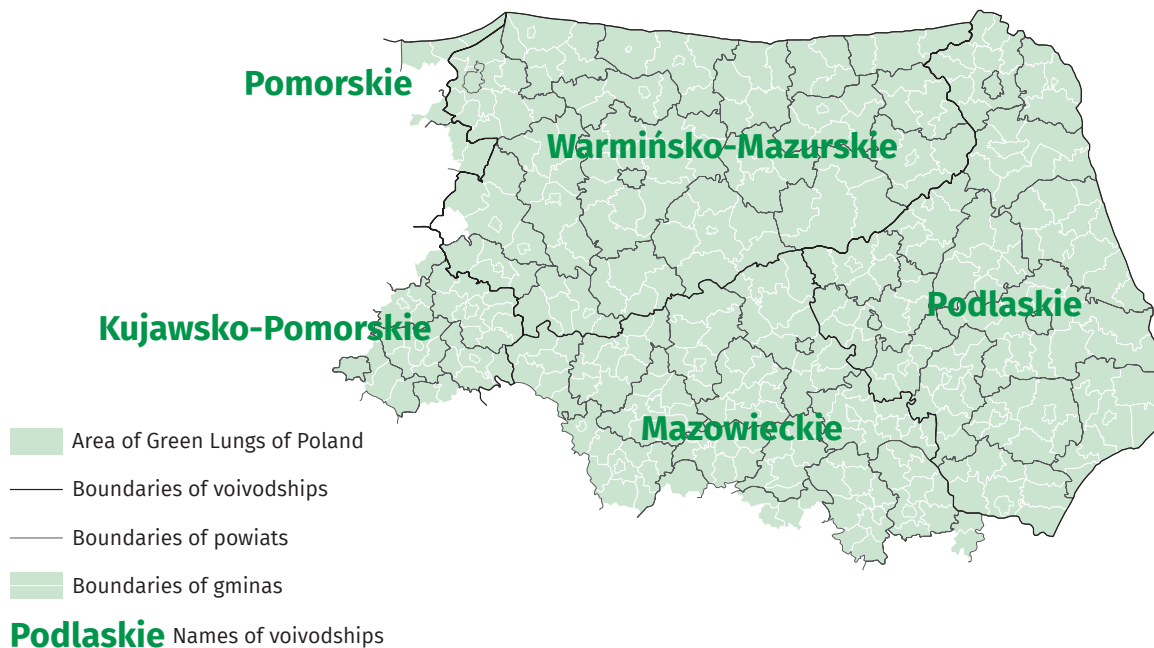 Pomorskie
Warmińsko-Mazurskie
Podlaskie
Kujawsko-Pomorskie
Mazowieckie
Area of Green Lungs of Poland
Boundaries of voivodships
Boundaries of powiats
Boundaries of gminas
Podlaskie Names of voivodships